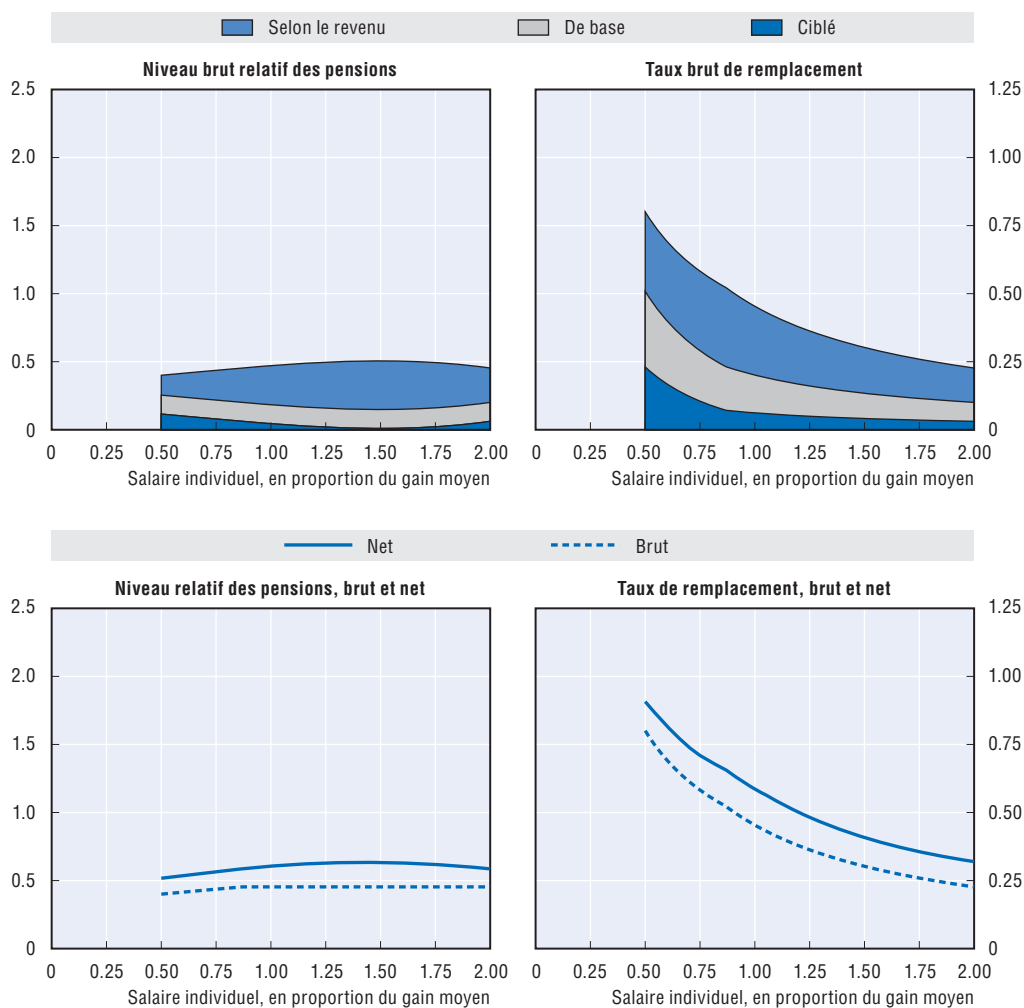 Selon le revenu De base Ciblé
Niveau brut relatif des pensions
2.5
2.0
1.5
1.0
0.5
0
0 0.25 0.50 0.75 1.00 1.25 1.50 1.75 2.00
Salaire individuel, en proportion du gain moyen
Taux brut de remplacement
1.25
1.00
0.75
0.50
0.25
0
0 0.25 0.50 0.75 1.00 1.25 1.50 1.75 2.00
Salaire individuel, en proportion du gain moyen
Net Brut
Niveau relatif des pensions, brut et net
2.5
2.0
1.5
1.0
0.5
0
0 0.25 0.50 0.75 1.00 1.25 1.50 1.75 2.00
Salaire individuel, en proportion du gain moyen
Taux de remplacement, brut et net
1.25
1.00
0.75
0.50
0.25
0
0 0.25 0.50 0.75 1.00 1.25 1.50 1.75 2.00
Salaire individuel, en proportion du gain moyen